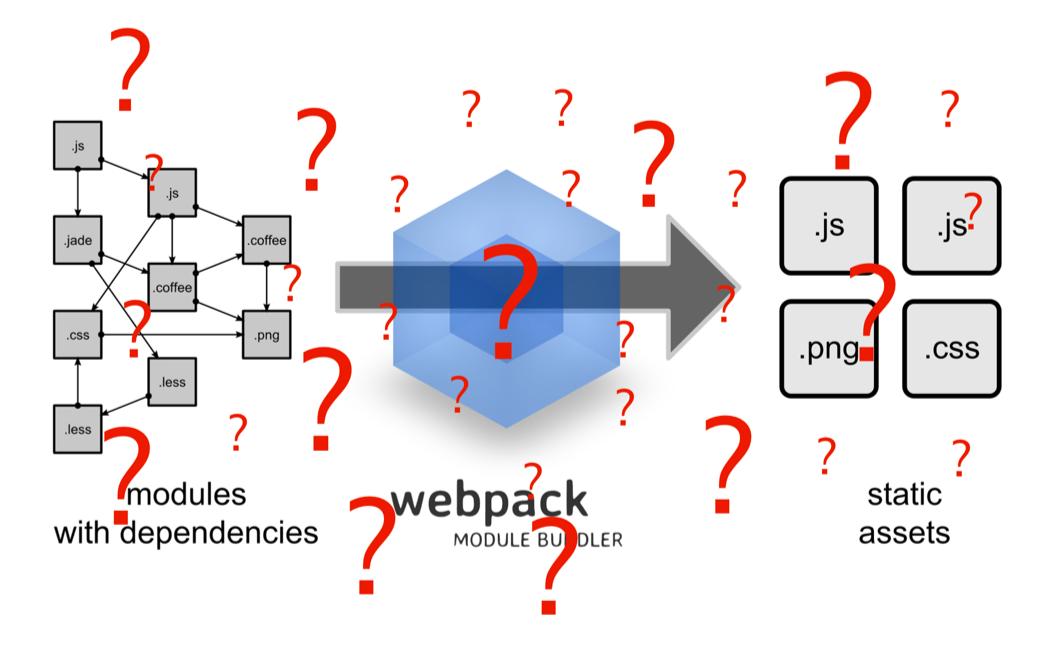 ?
? ? ? ? ?
?
.js
? .js ? ? ? ?
.jade
.coffee
.js .js ?
?
.coffee ? ? ?
.css
? .png ? ? ?
.png .css
.less
? ? ?
.less
? ? ? ? ?
modules
with dependencies
? webpack ?
MODULE BUNDLER
?
static
assets